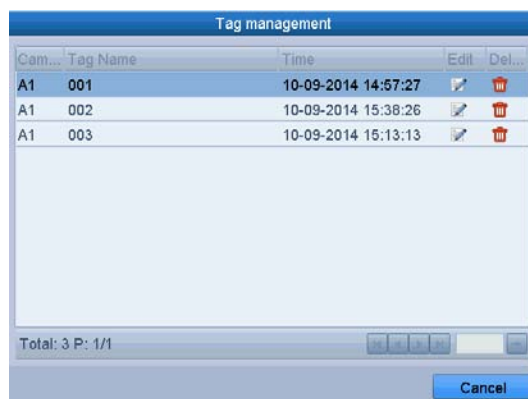 Tag management
Cam... Tag Name Time Edit Del...
A1 001 10-09-2014 14:57:27
A1 002 10-09-2014 15:38:26
A1 003 10-09-2014 15:13:13
Total: 3 P: 1/1
Cancel